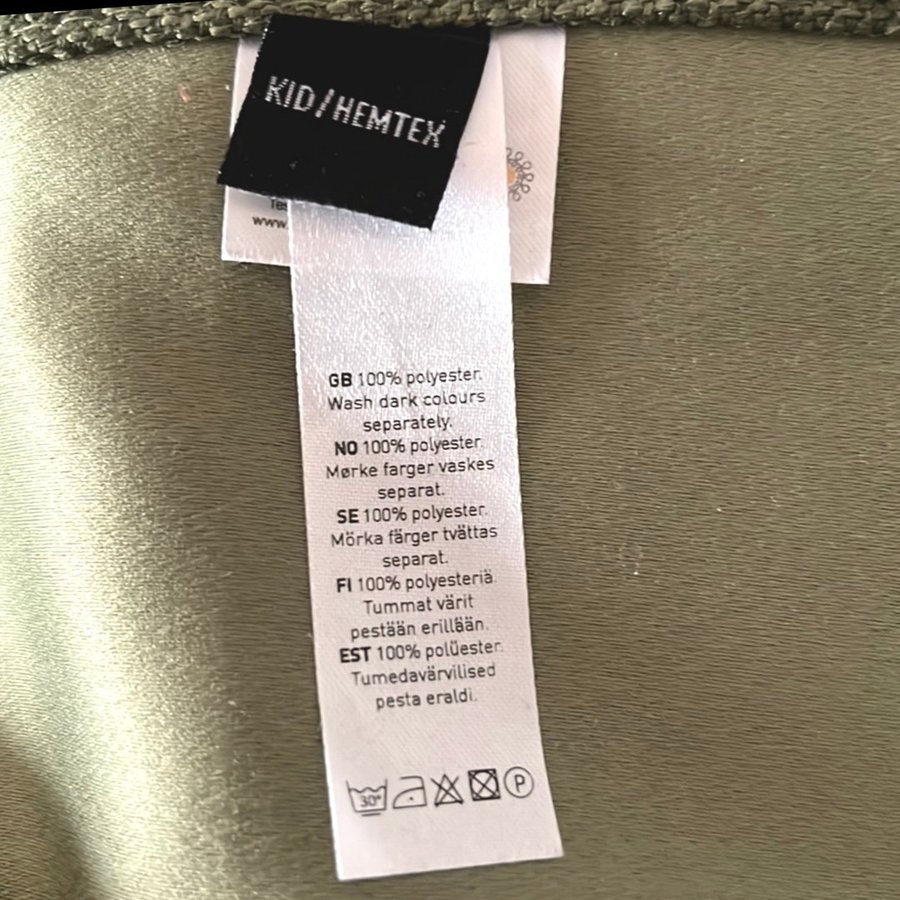 KID/HEMTEX
www.
GB 100% polyester.
Wash dark colours
separately.
NO 100% polyester.
Mørke farger vaskes
separat.
SE 100% polyester.
Mörka färger tvättas
separat.
FI 100% polyesteriä
Tummat värit
pestään erillään.
EST 100% polüester.
Tumedavärvilised
pesta eraldi.
30°
P